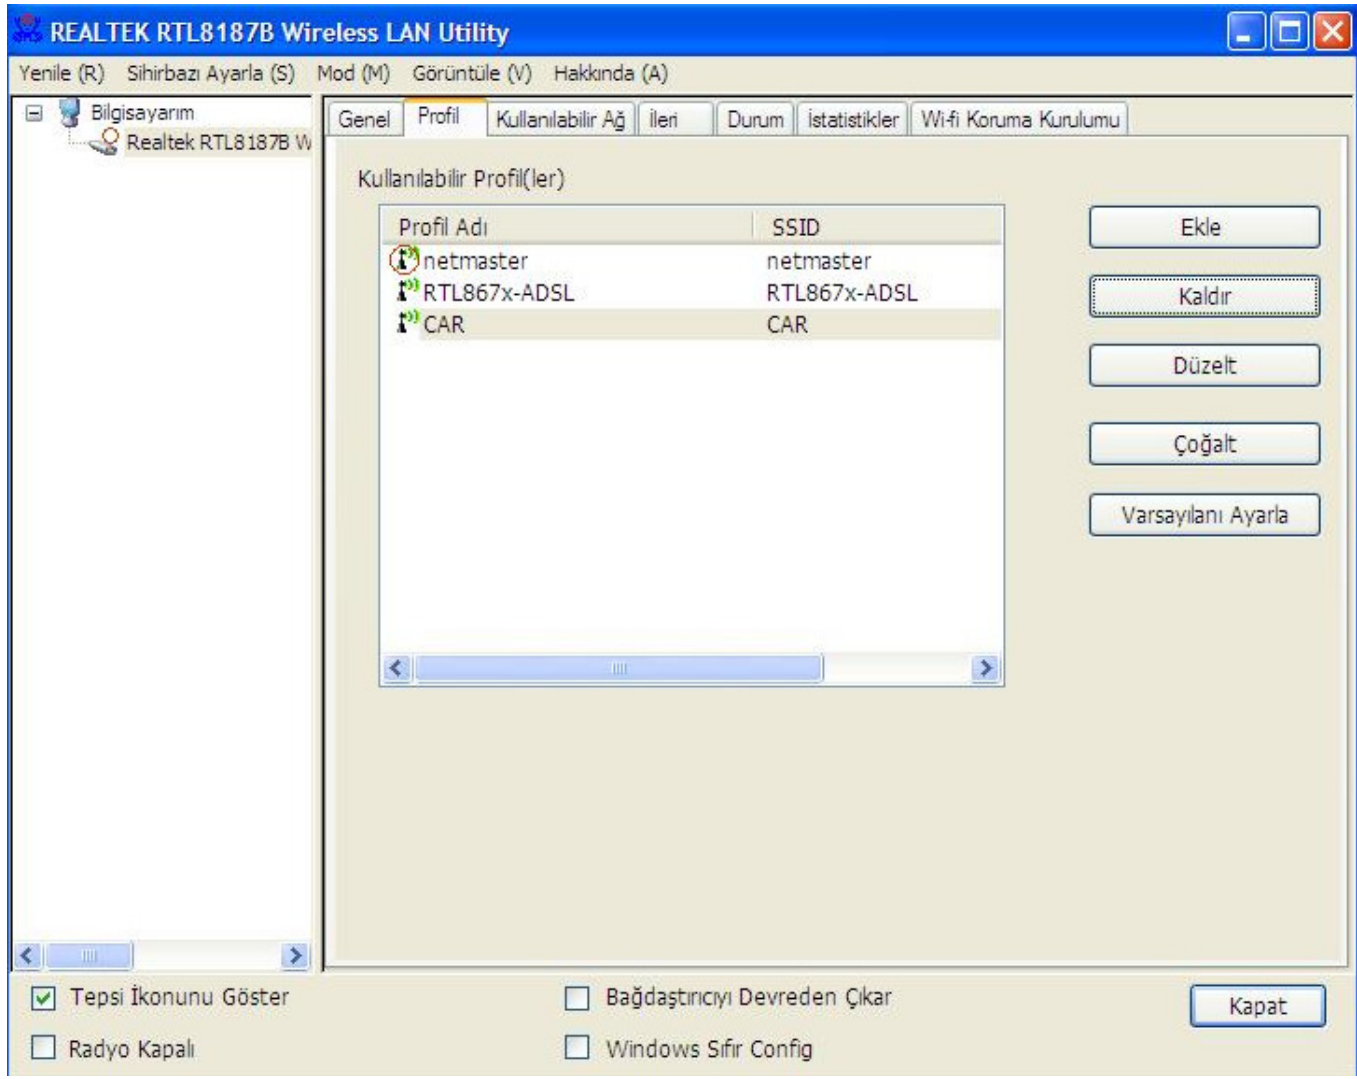 REALTEK RTL8187B Wireless LAN Utility
Yenile (R) Sihirbazı Ayarla (S) Mod (M) Görüntüle (V) Hakkında (A)
Bilgisayarım
Realtek RTL8187B W
Genel Profil Kullanılabilir Ağ İleri Durum İstatistikler Wi-fi Koruma Kurulumu
Kullanılabilir Profil(ler)
Profil Adı SSID
netmaster netmaster
RTL867x-ADSL RTL867x-ADSL
CAR CAR
Ekle
Kaldır
Düzelt
Çoğalt
Varsayılanı Ayarla
Tepsi İkonunu Göster Bağdaştırıcıyı Devreden Çıkar
Radyo Kapalı Windows Sıfır Config
Kapat